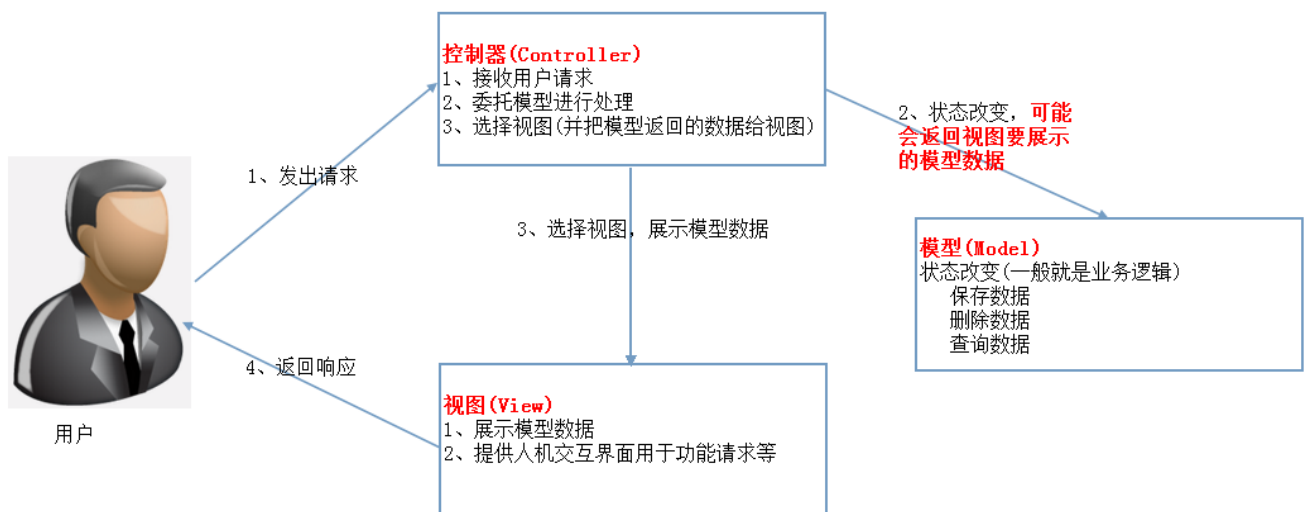 控制器(Controller)
1、接收用户请求
2、委托模型进行处理
3、选择视图(并把模型返回的数据给视图)
2、状态改变，可能
会返回视图要展示
的模型数据
1、发出请求
3、选择视图，展示模型数据
模型(Model)
状态改变(一般就是业务逻辑)
保存数据
删除数据
查询数据
4、返回响应
视图(View)
1、展示模型数据
2、提供人机交互界面用于功能请求等
用户